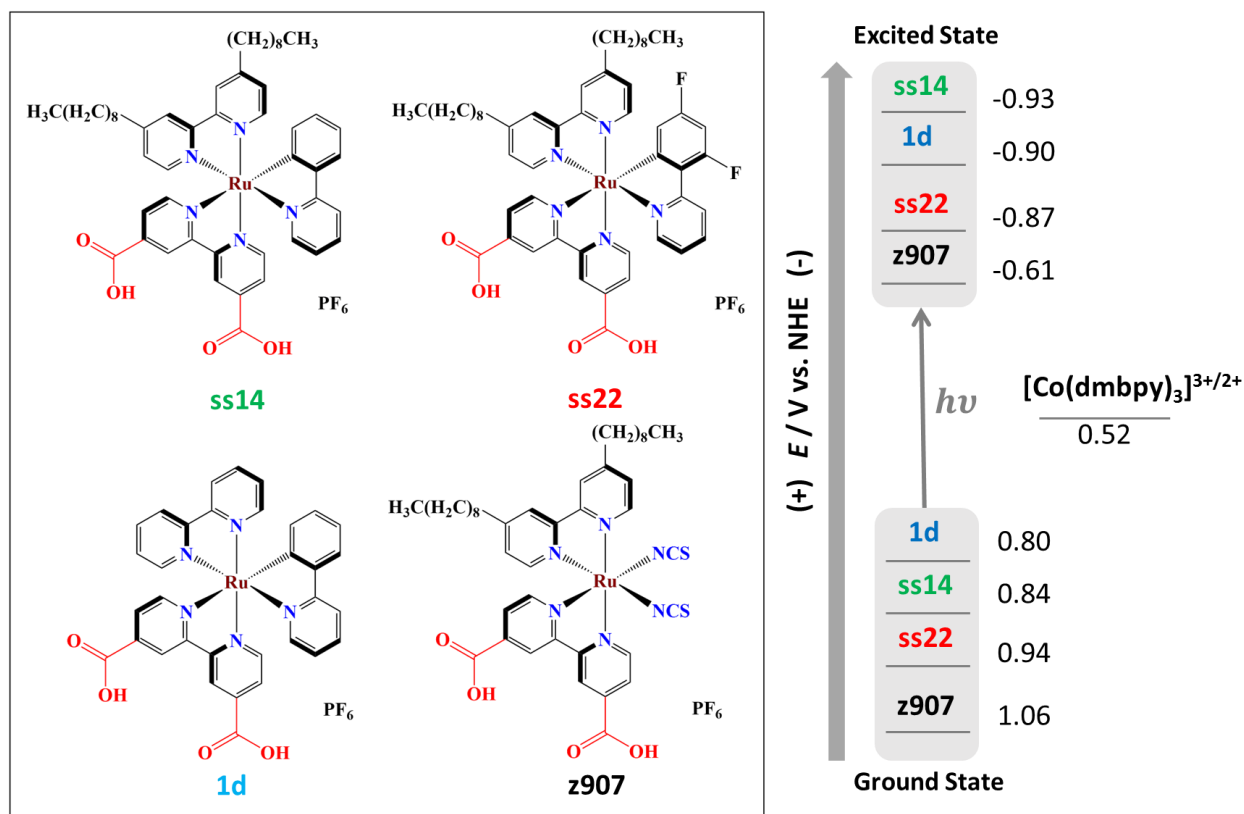 (CH₂)₈CH₃
H₃C(H₂C)₈
N
N
Ru
N
N
N
O
OH
O
OH
PF₆
ss14
(CH₂)₈CH₃
H₃C(H₂C)₈
F
F
N
N
Ru
N
N
N
O
OH
O
OH
PF₆
ss22
N
N
Ru
N
N
N
O
OH
O
OH
PF₆
1d
(CH₂)₈CH₃
H₃C(H₂C)₈
N
N
NCS
Ru
NCS
N
N
O
OH
O
OH
PF₆
z907
(+) E / V vs. NHE (-)
Excited State
ss14 -0.93
1d -0.90
ss22 -0.87
z907 -0.61
hν
[Co(dmbpy)₃]³⁺/²⁺
0.52
1d 0.80
ss14 0.84
ss22 0.94
z907 1.06
Ground State